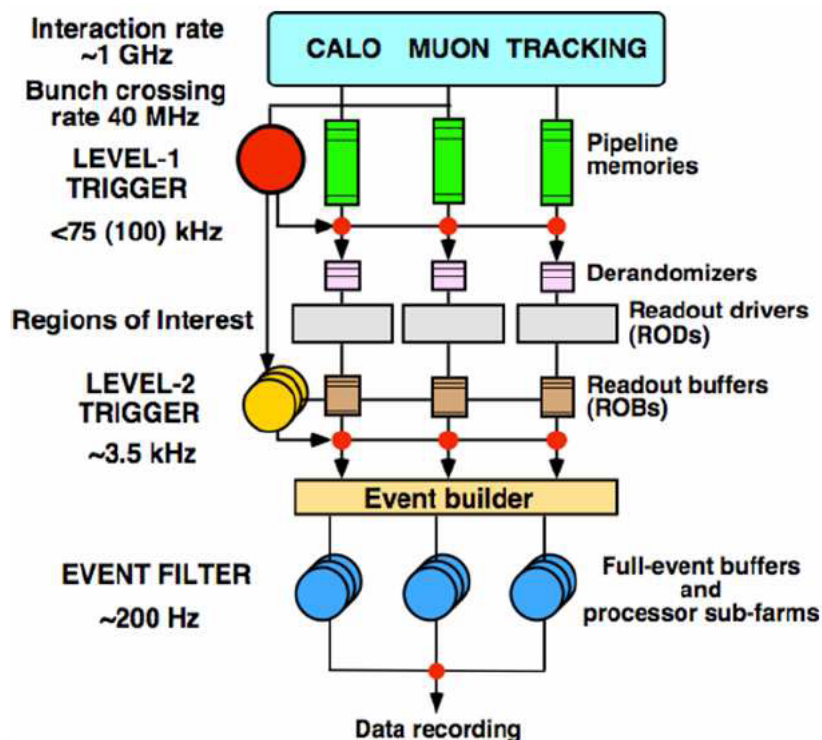 Interaction rate
~1 GHz
CALO MUON TRACKING
Bunch crossing
rate 40 MHz
LEVEL-1
TRIGGER
<75 (100) kHz
Pipeline
memories
Derandomizers
Regions of Interest
Readout drivers
(RODs)
LEVEL-2
TRIGGER
~3.5 kHz
Readout buffers
(ROBs)
Event builder
EVENT FILTER
~200 Hz
Full-event buffers
and
processor sub-farms
Data recording